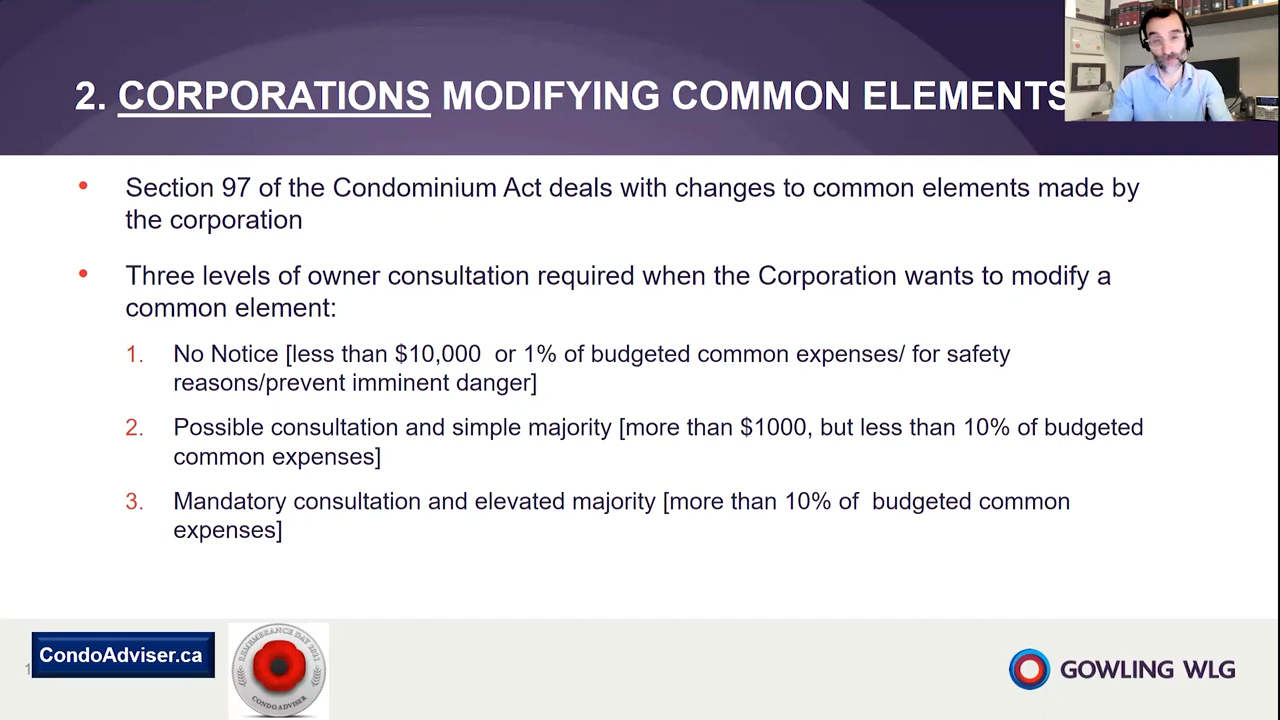 2. CORPORATIONS MODIFYING COMMON ELEMENTS
• Section 97 of the Condominium Act deals with changes to common elements made by
the corporation
• Three levels of owner consultation required when the Corporation wants to modify a
common element:
1. No Notice [less than $10,000 or 1% of budgeted common expenses/ for safety
reasons/prevent imminent danger]
2. Possible consultation and simple majority [more than $1000, but less than 10% of budgeted
common expenses]
3. Mandatory consultation and elevated majority [more than 10% of budgeted common
expenses]
CondoAdviser.ca
REMEMBRANCE DAY 2021
CONDOADVISER
GOWLING WLG